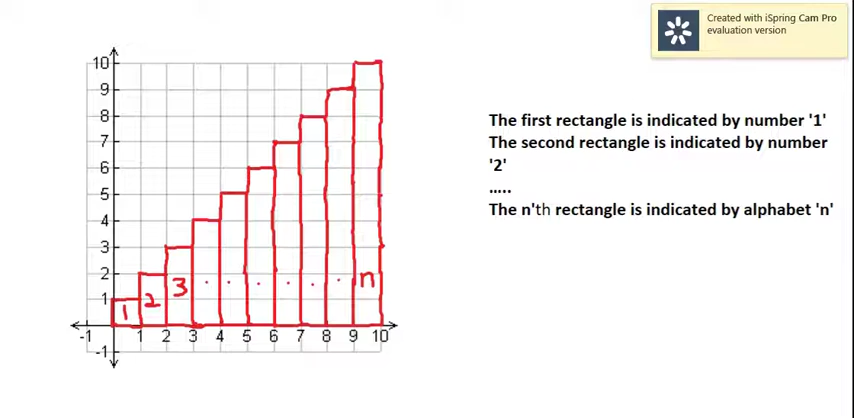 Created with iSpring Cam Pro
evaluation version
The first rectangle is indicated by number '1'
The second rectangle is indicated by number
'2'
.....
The n'th rectangle is indicated by alphabet 'n'
10
9
8
7
6
5
4
3
2
1
-1
1 2 3 . . . . . . n
-1 1 2 3 4 5 6 7 8 9 10